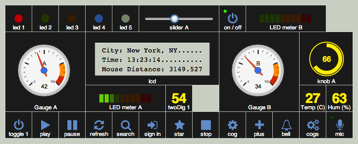 led 1 led 2 led 3 led 4 led 5 slider A on / off LED meter B
City: New York, NY......
Time: 13:23:14..........
Mouse Distance: 3149.527
lcd
A
42
Gauge A
B
34
Gauge B
66
knob A
LED meter A
54
twoDig 1
27
Temp (C)
63
Hum (%)
toggle 1 play pause refresh search sign in star stop cog plus bell cogs mic